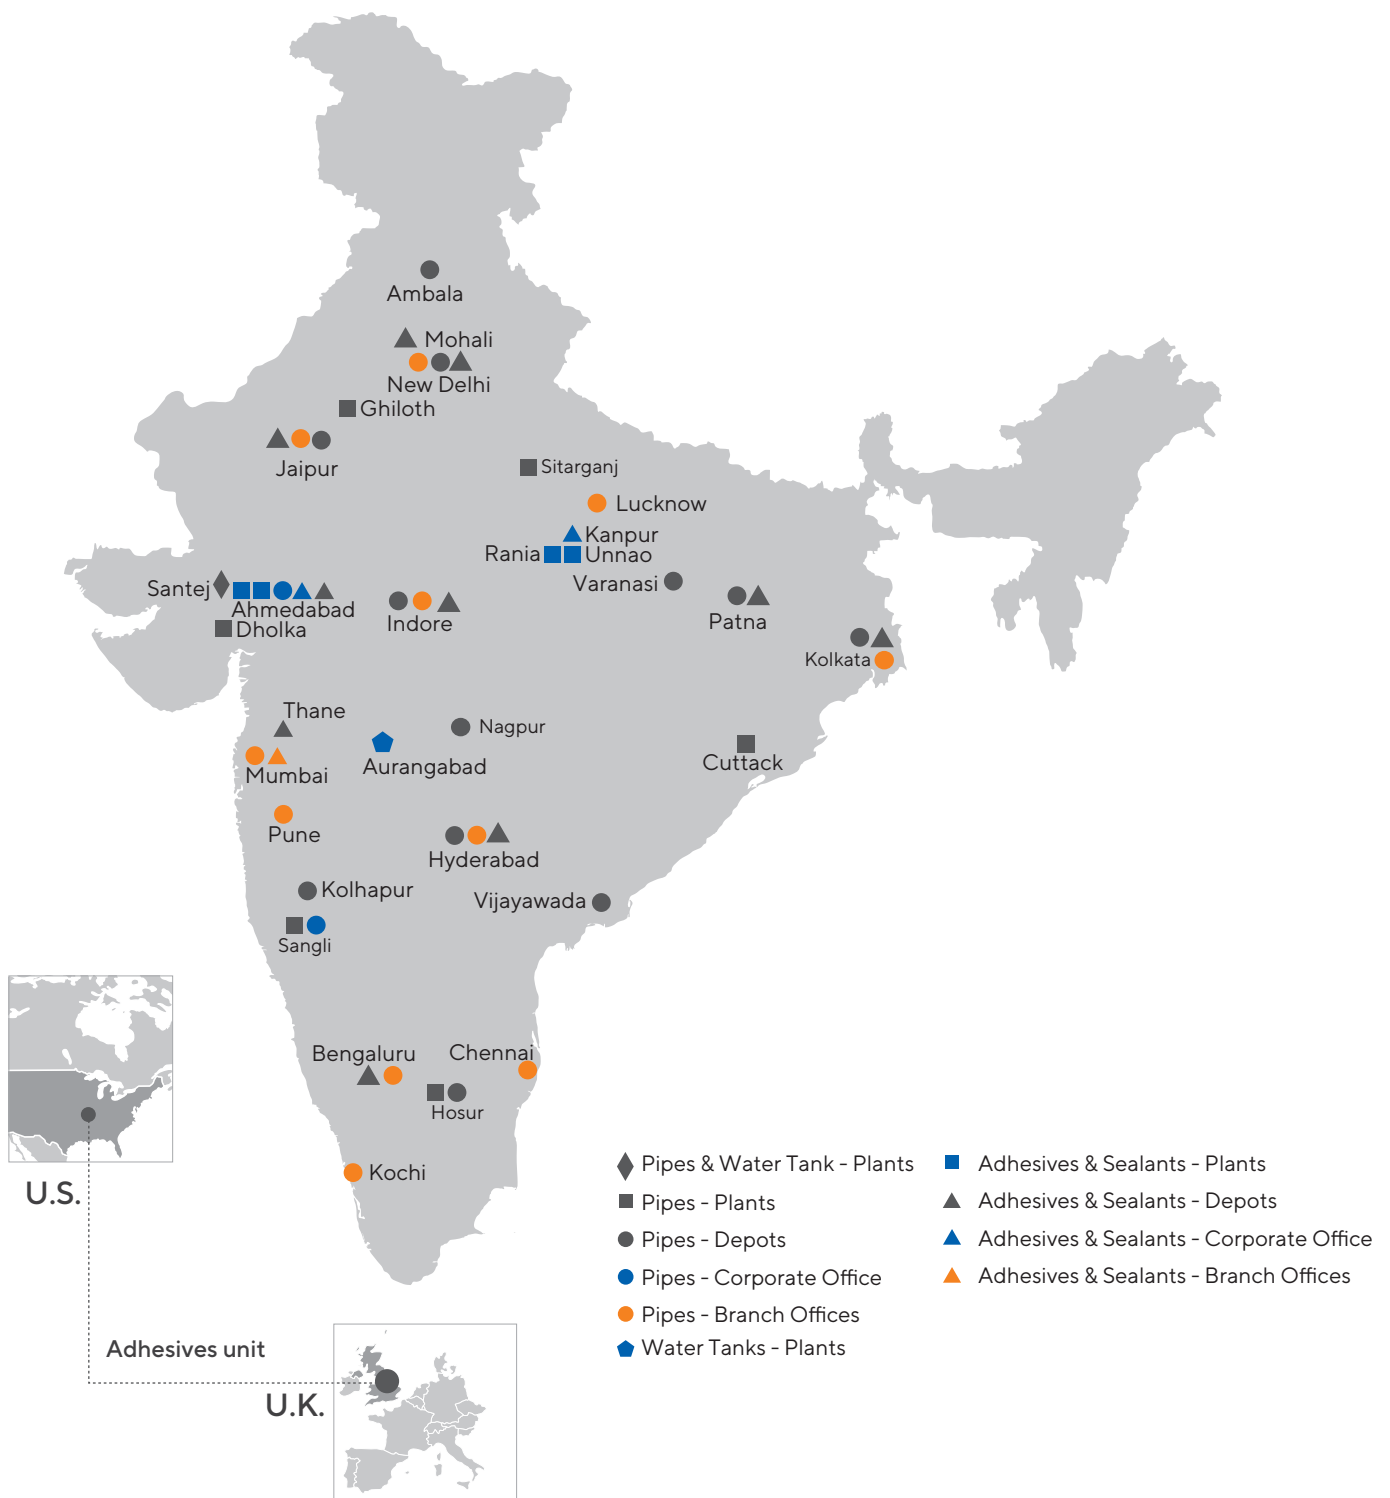 Ambala
Mohali
New Delhi
Ghiloth
Jaipur
Sitarganj
Lucknow
Kanpur
Rania
Unnao
Varanasi
Santej
Ahmedabad
Dholka
Indore
Patna
Kolkata
Thane
Nagpur
Aurangabad
Cuttack
Mumbai
Pune
Hyderabad
Kolhapur
Vijayawada
Sangli
Bengaluru
Chennai
Hosur
Kochi
U.S.
Adhesives unit
U.K.
Pipes & Water Tank - Plants
Pipes - Plants
Pipes - Depots
Pipes - Corporate Office
Pipes - Branch Offices
Water Tanks - Plants
Adhesives & Sealants - Plants
Adhesives & Sealants - Depots
Adhesives & Sealants - Corporate Office
Adhesives & Sealants - Branch Offices